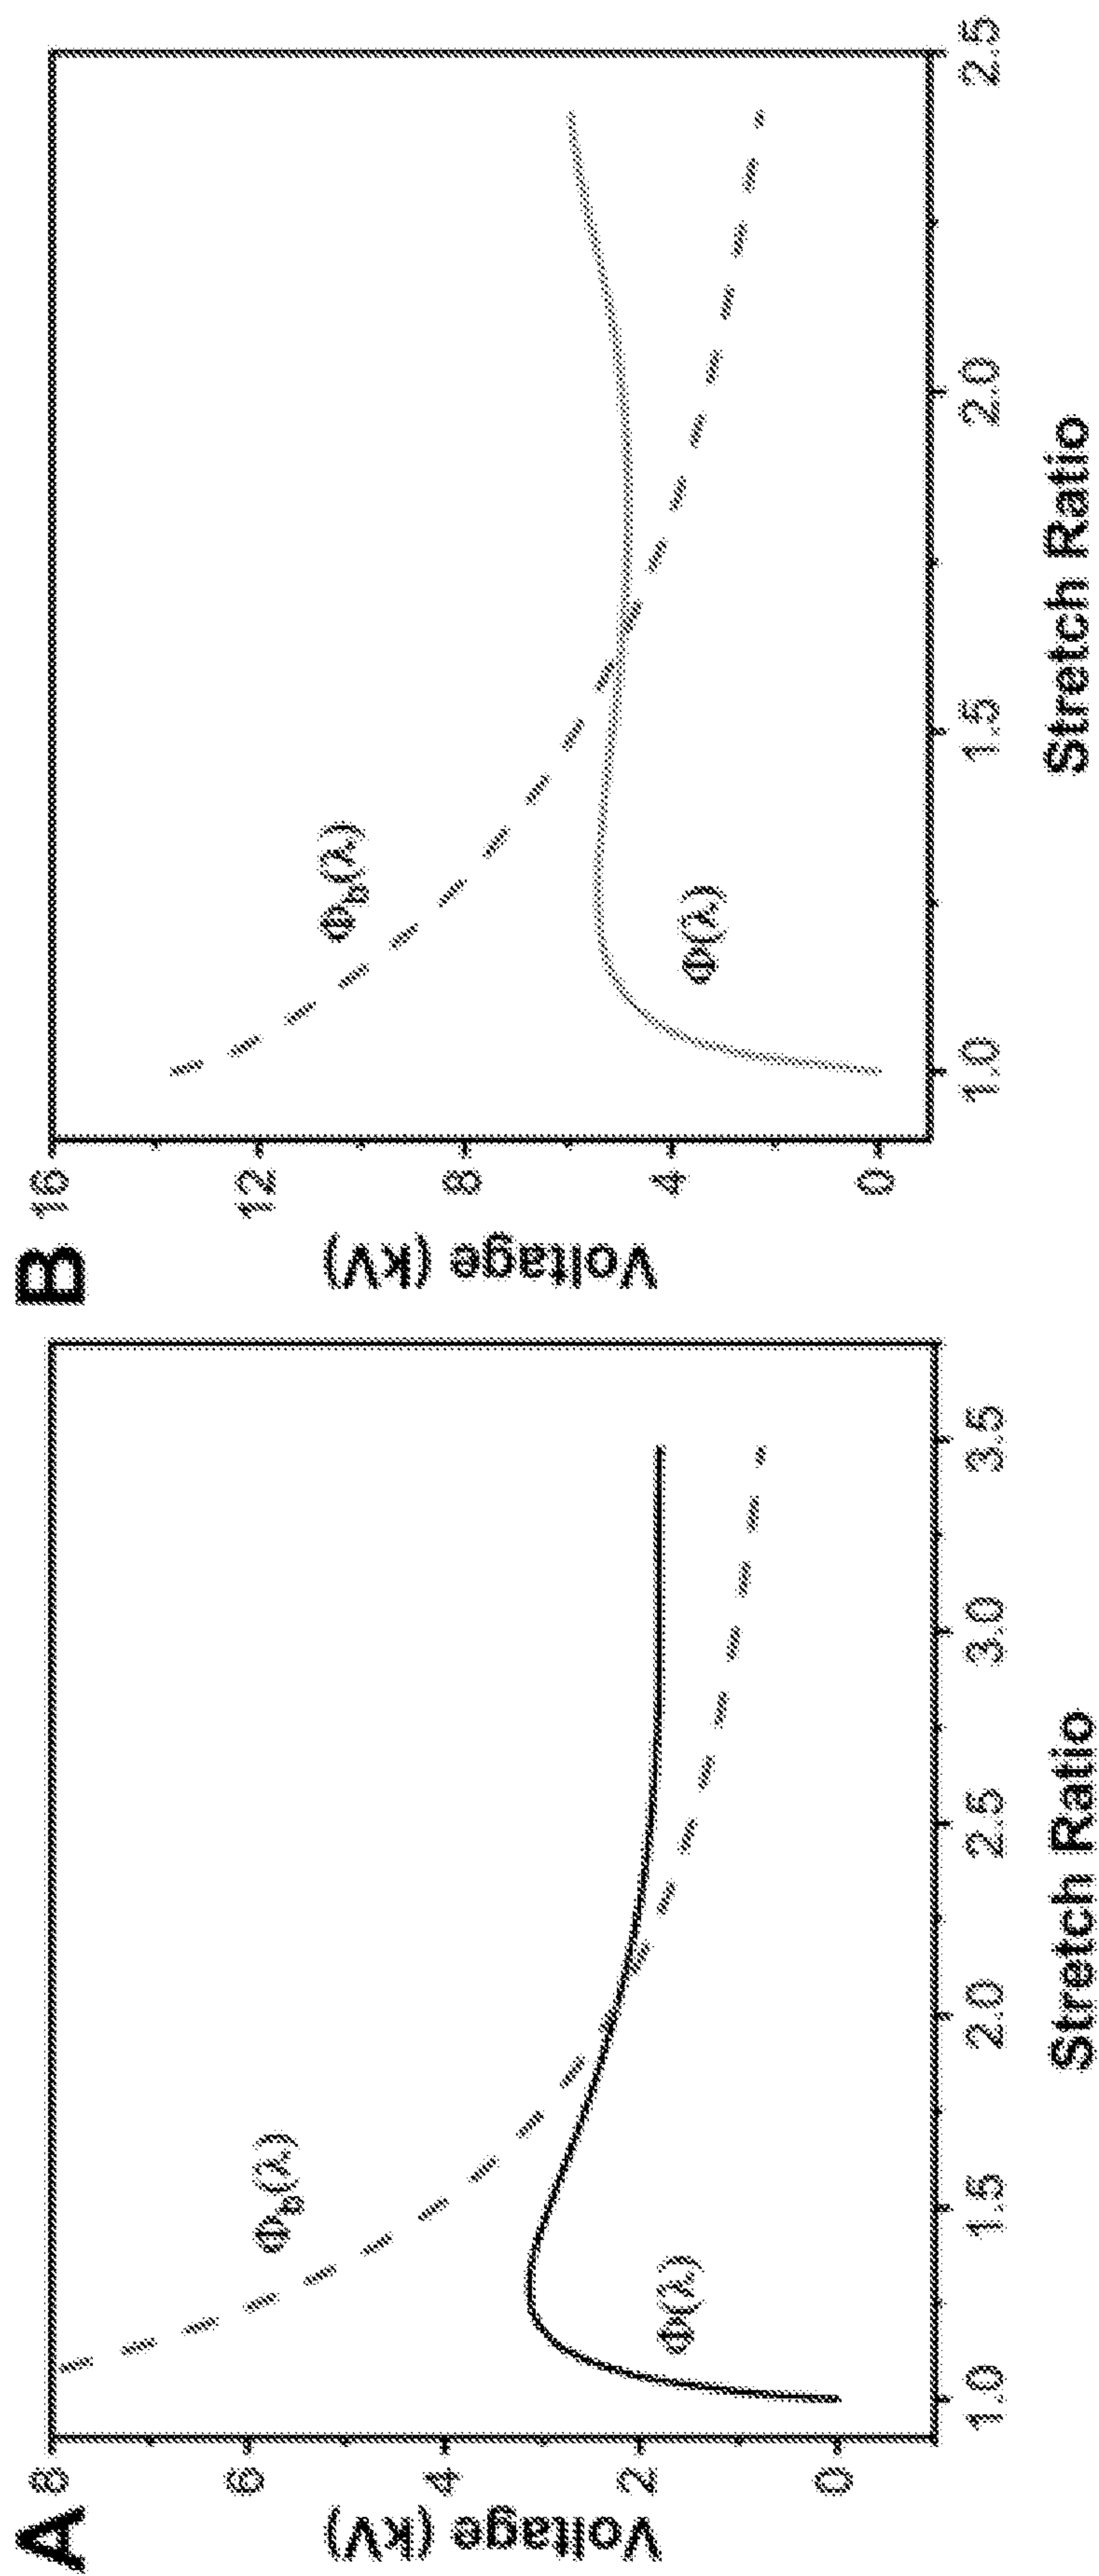 A
Voltage (kV)
8
6
4
2
0
Φ_B(λ)
Φ(λ)
1.0 1.5 2.0 2.5 3.0 3.5
Stretch Ratio
B
Voltage (kV)
16
12
8
4
0
Φ_B(λ)
Φ(λ)
1.0 1.5 2.0 2.5
Stretch Ratio